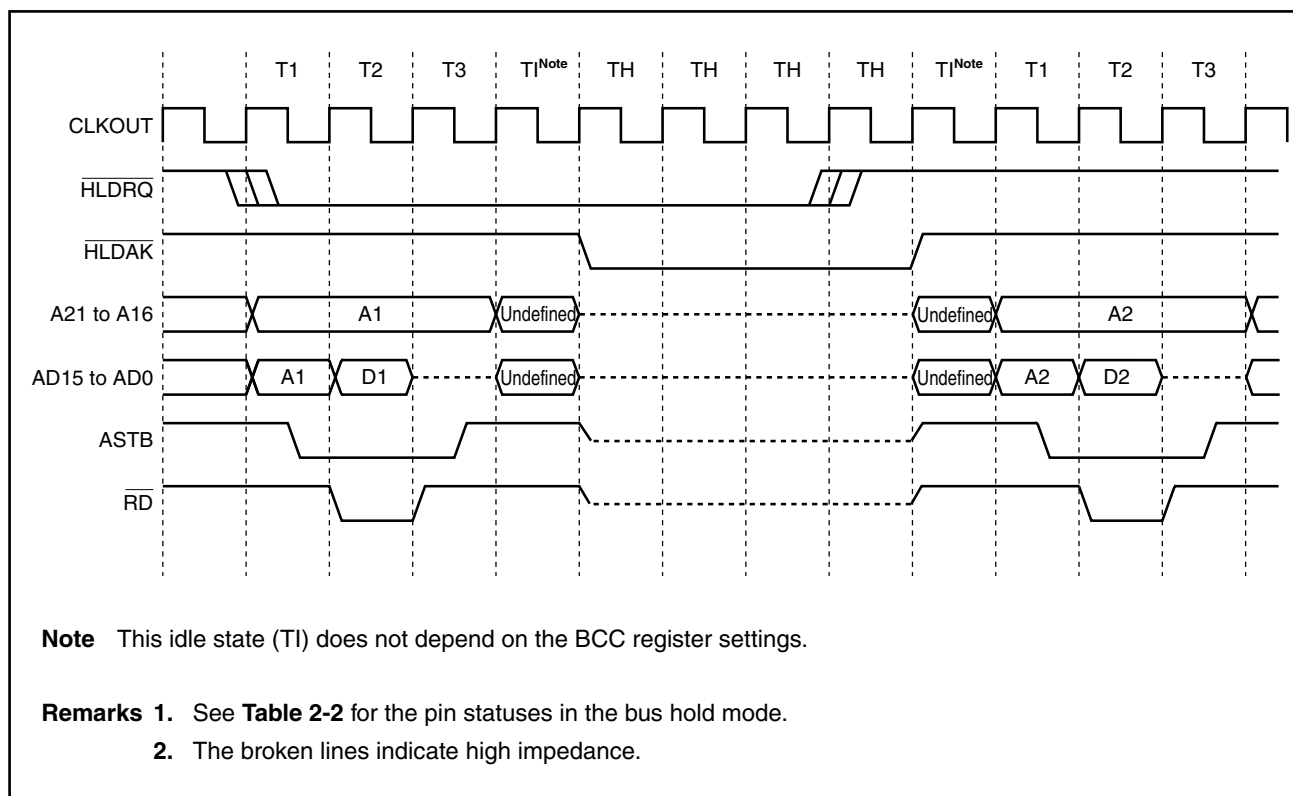 T1 T2 T3 TINote TH TH TH TH TINote T1 T2 T3
CLKOUT
HLDRQ
HLDAK
A21 to A16 A1 Undefined Undefined A2
AD15 to AD0 A1 D1 Undefined Undefined A2 D2
ASTB
RD
Note This idle state (TI) does not depend on the BCC register settings.
Remarks 1. See Table 2-2 for the pin statuses in the bus hold mode.
2. The broken lines indicate high impedance.